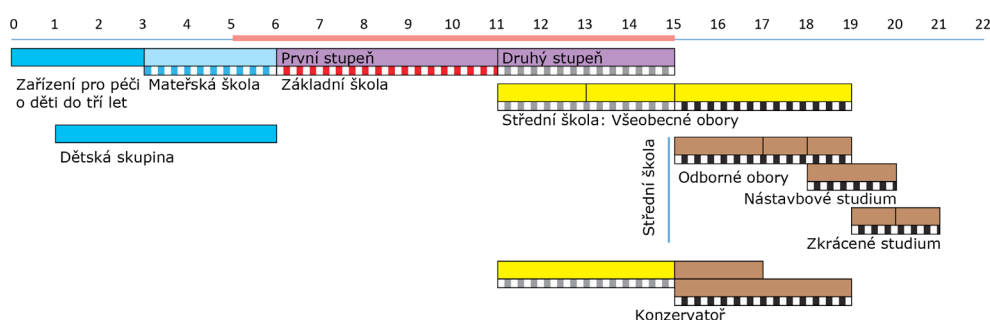 0 1 2 3 4 5 6 7 8 9 10 11 12 13 14 15 16 17 18 19 20 21 22
První stupeň Druhý stupeň
Zařízení pro péči
o děti do tří let
Mateřská škola
Základní škola
Střední škola: Všeobecné obory
Dětská skupina
Střední škola
Odborné obory
Nástavbové studium
Zkrácené studium
Konzervatoř